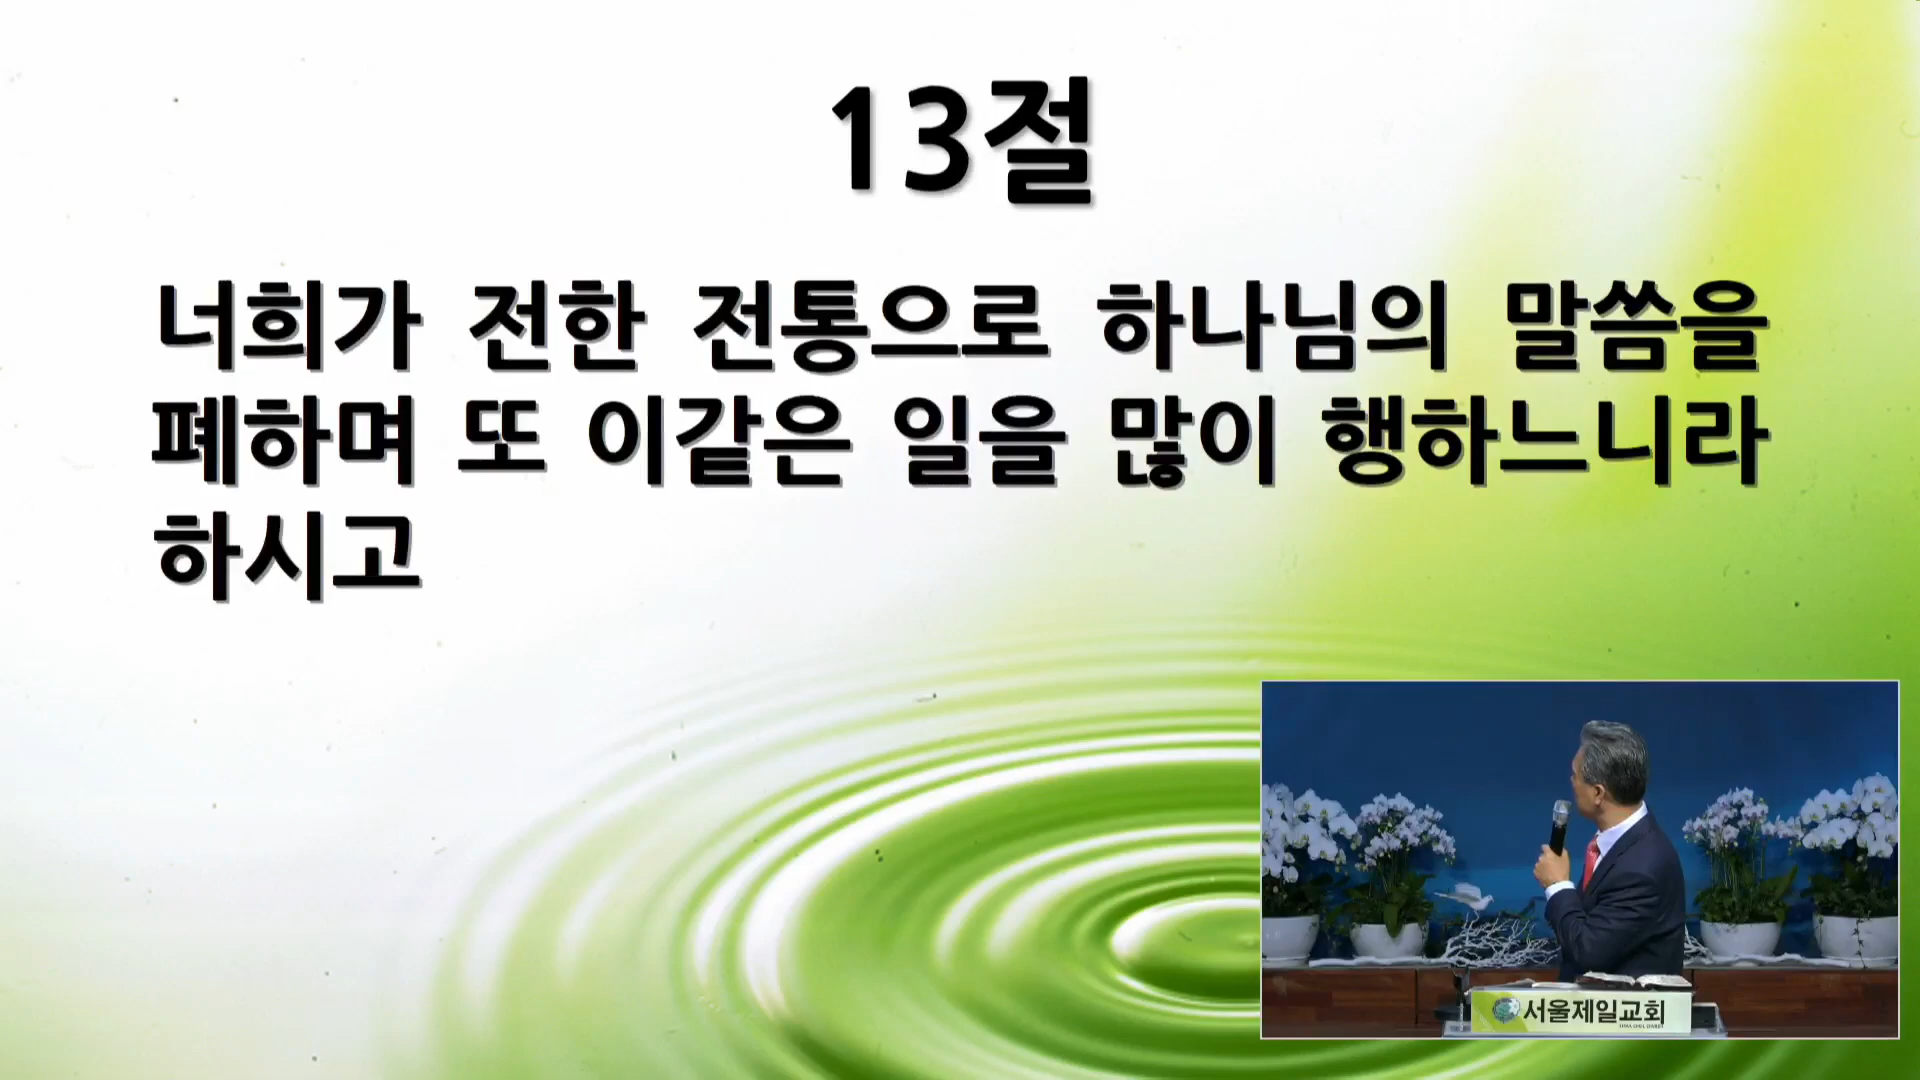 13절
너희가 전한 전통으로 하나님의 말씀을
폐하며 또 이같은 일을 많이 행하느니라
하시고
서울제일교회